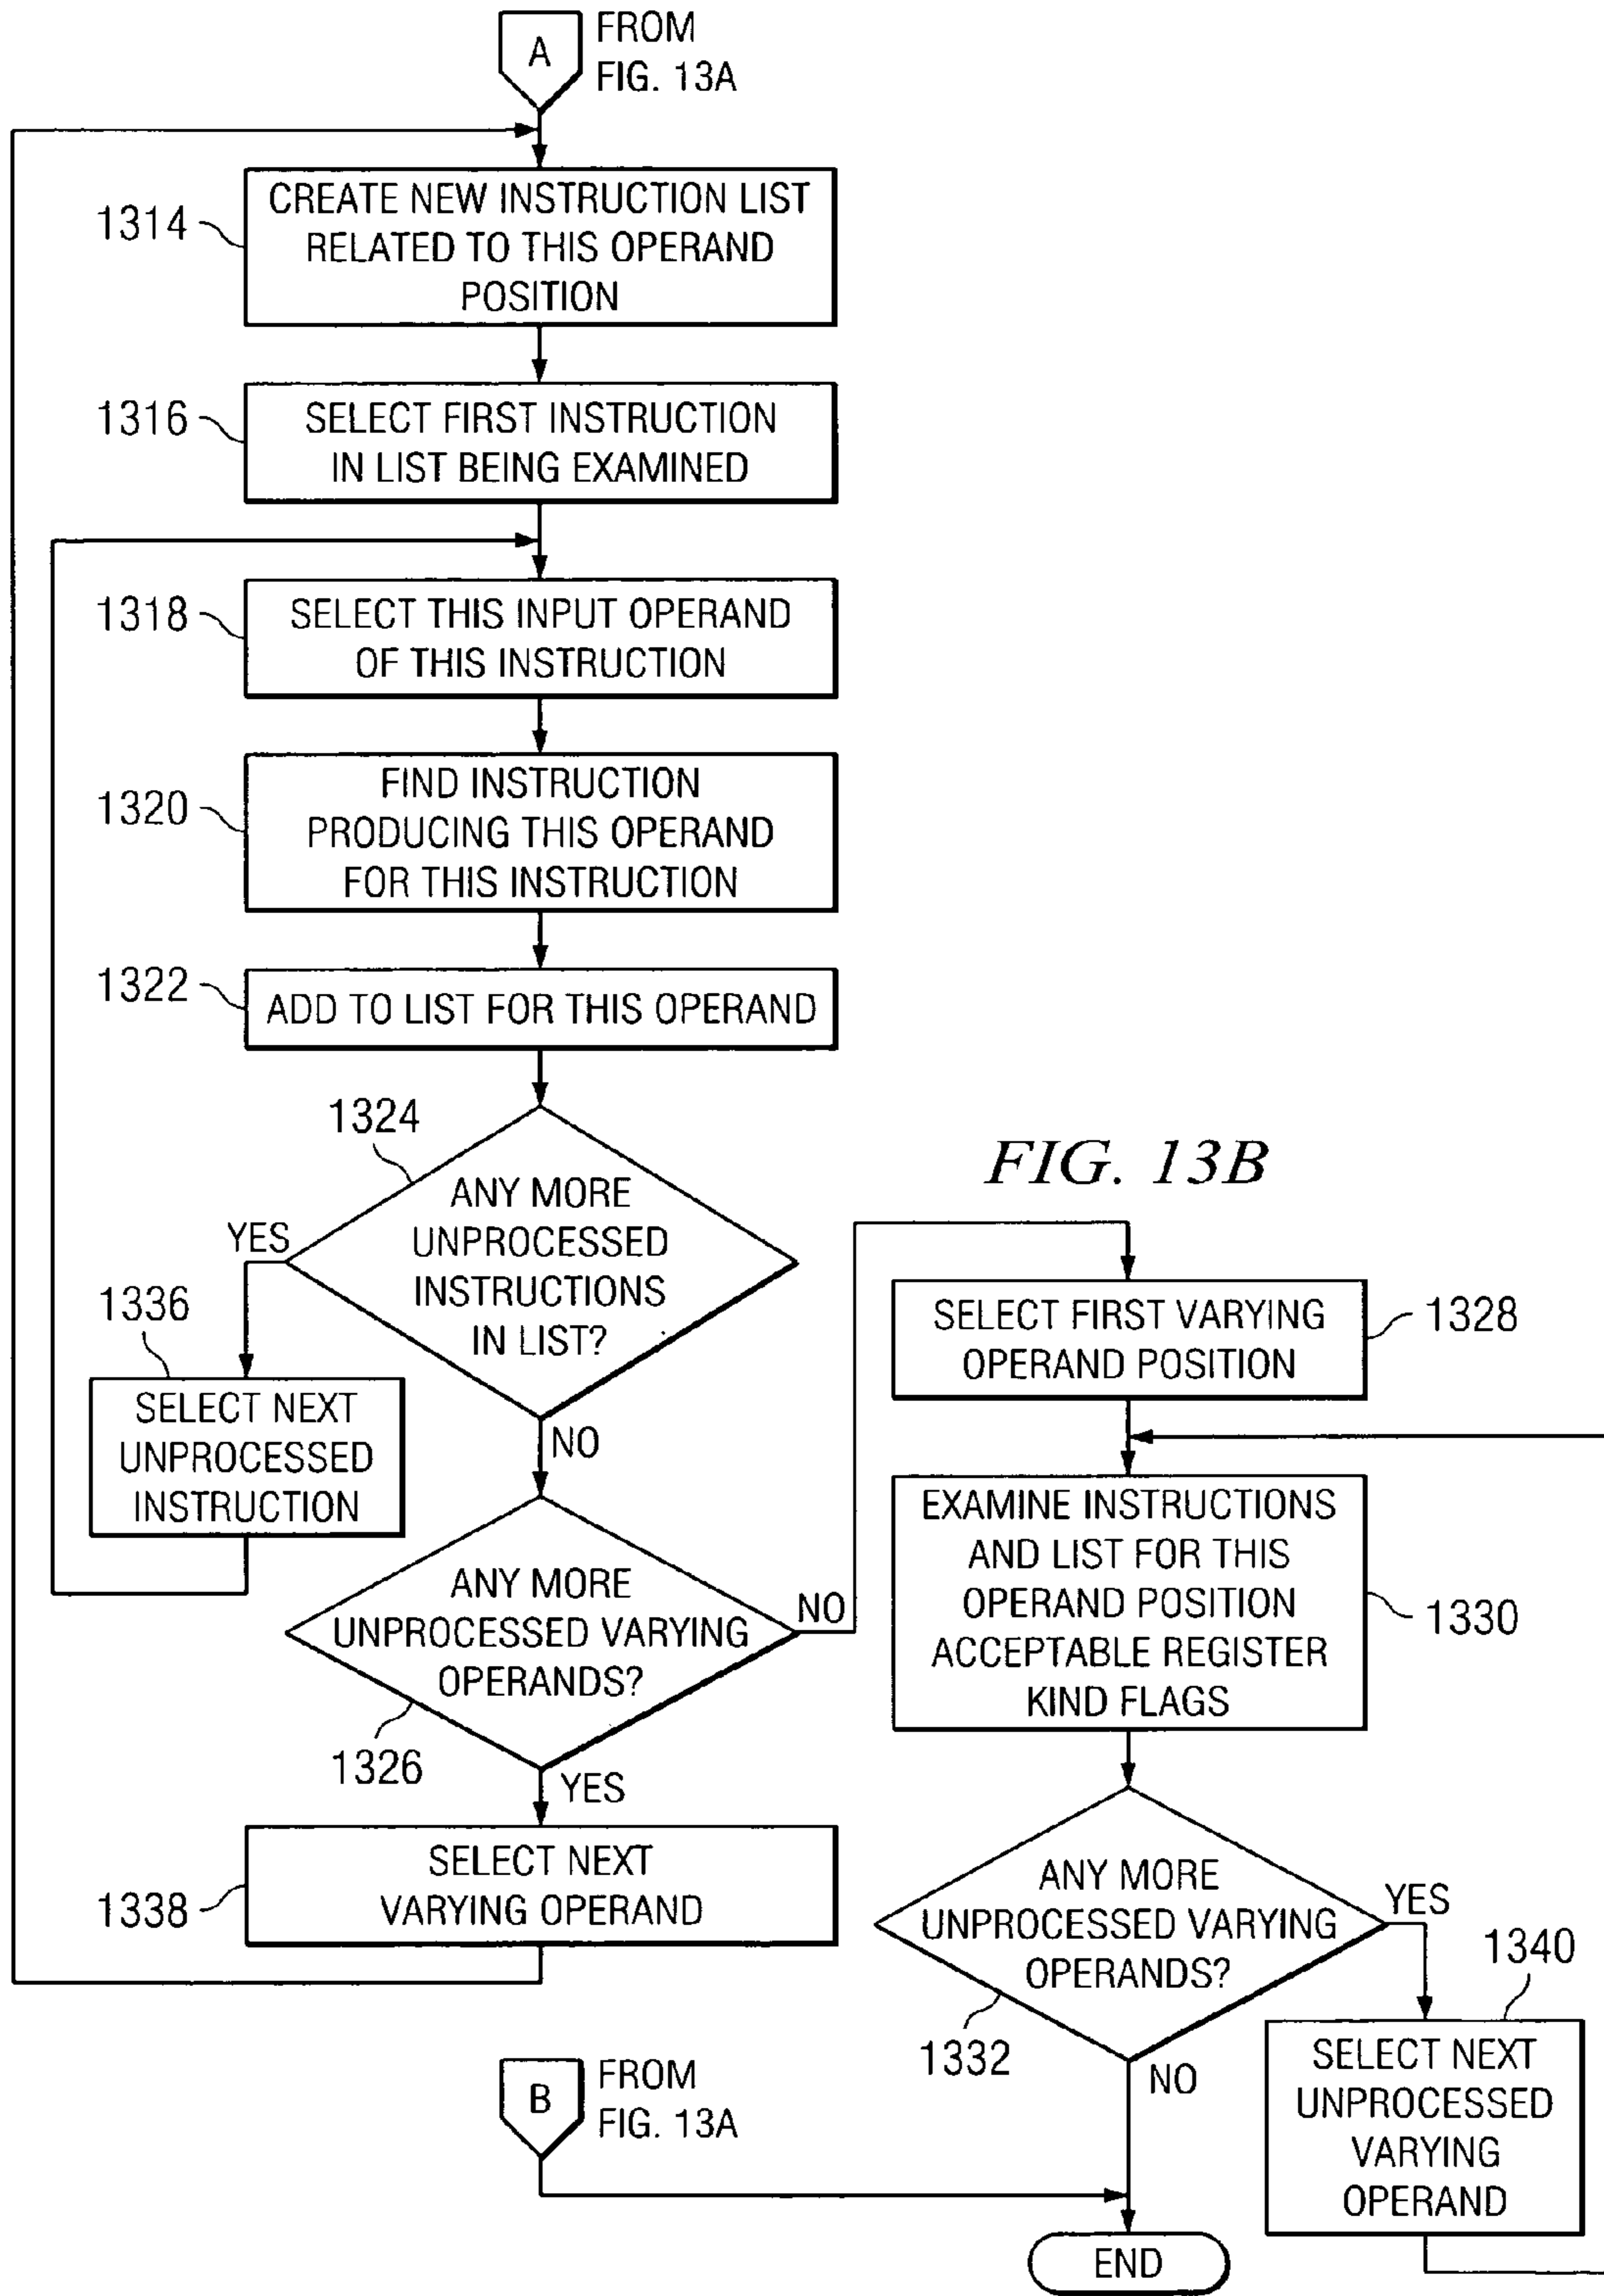 A
FROM
FIG. 13A
1314
CREATE NEW INSTRUCTION LIST
RELATED TO THIS OPERAND
POSITION
1316
SELECT FIRST INSTRUCTION
IN LIST BEING EXAMINED
1318
SELECT THIS INPUT OPERAND
OF THIS INSTRUCTION
1320
FIND INSTRUCTION
PRODUCING THIS OPERAND
FOR THIS INSTRUCTION
1322
ADD TO LIST FOR THIS OPERAND
1324
ANY MORE
UNPROCESSED
INSTRUCTIONS
IN LIST?
YES
NO
1336
SELECT NEXT
UNPROCESSED
INSTRUCTION
ANY MORE
UNPROCESSED VARYING
OPERANDS?
1326
NO
YES
1338
SELECT NEXT
VARYING OPERAND
FIG. 13B
SELECT FIRST VARYING
OPERAND POSITION
1328
EXAMINE INSTRUCTIONS
AND LIST FOR THIS
OPERAND POSITION
ACCEPTABLE REGISTER
KIND FLAGS
1330
ANY MORE
UNPROCESSED VARYING
OPERANDS?
1332
YES
NO
1340
SELECT NEXT
UNPROCESSED
VARYING
OPERAND
B
FROM
FIG. 13A
END